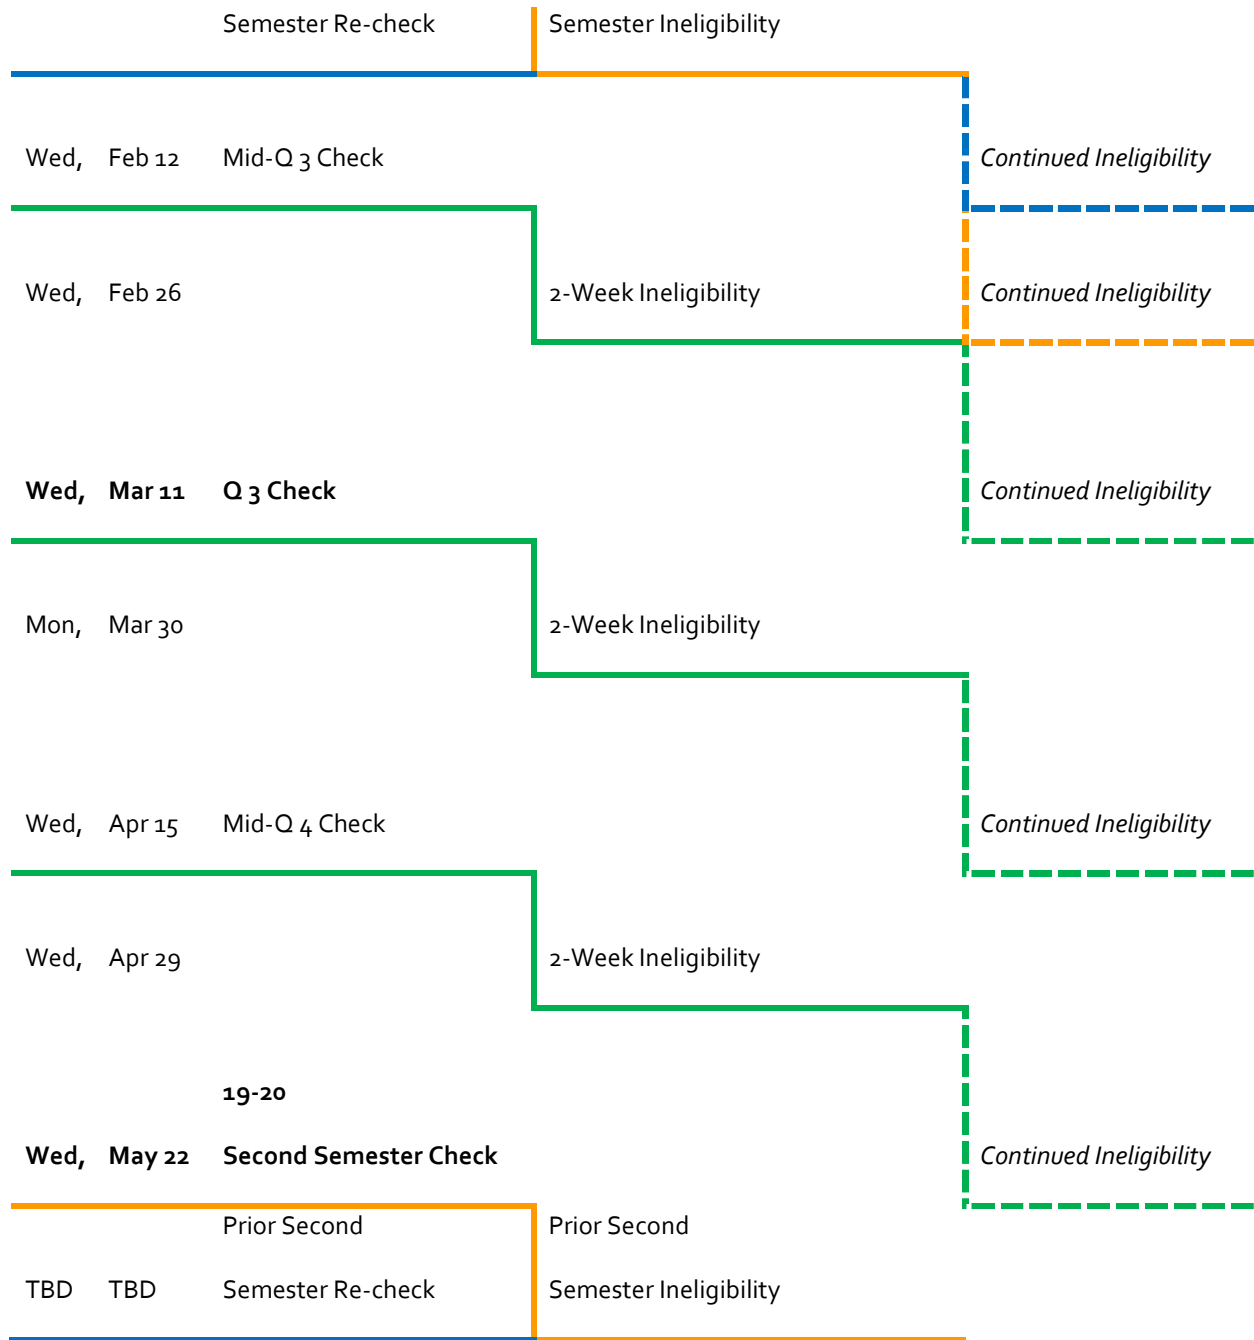 Semester Re-check Semester Ineligibility
Wed, Feb 12 Mid-Q 3 Check Continued Ineligibility
Wed, Feb 26 2-Week Ineligibility Continued Ineligibility
Wed, Mar 11 Q 3 Check Continued Ineligibility
Mon, Mar 30 2-Week Ineligibility
Wed, Apr 15 Mid-Q 4 Check Continued Ineligibility
Wed, Apr 29 2-Week Ineligibility
19-20
Wed, May 22 Second Semester Check Continued Ineligibility
Prior Second Prior Second
TBD TBD Semester Re-check Semester Ineligibility